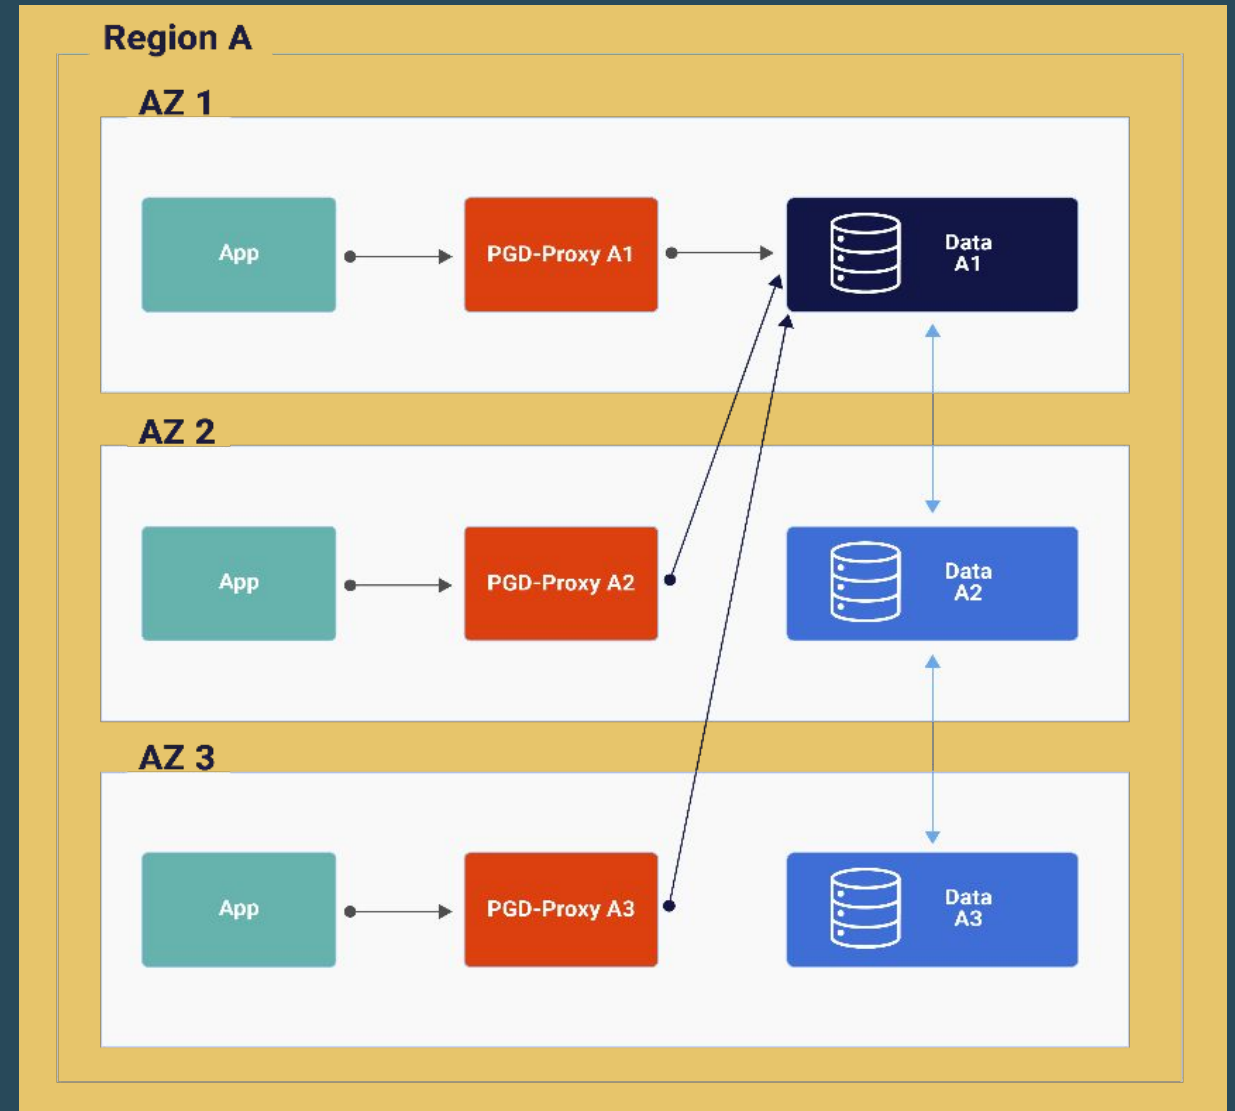 Region A
AZ 1
App
PGD-Proxy A1
Data
A1
AZ 2
App
PGD-Proxy A2
Data
A2
AZ 3
App
PGD-Proxy A3
Data
A3